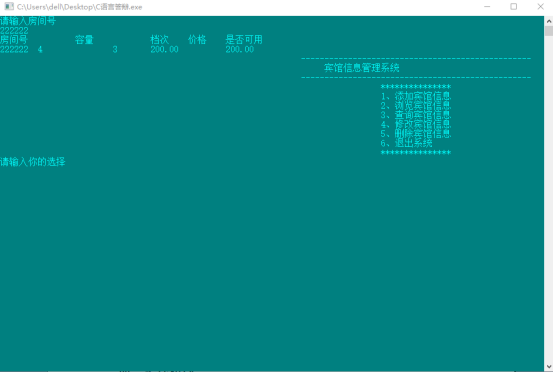 C:\Users\dell\Desktop\C语言管理.exe
请输入房间号
222222
房间号 容量 档次 价格 是否可用
222222 4 3 200.00 200.00
------------------------------------------------
宾馆信息管理系统
------------------------------------------------
***************
1、添加宾馆信息
2、浏览宾馆信息
3、查询宾馆信息
4、修改宾馆信息
5、删除宾馆信息
6、退出系统
***************
请输入你的选择